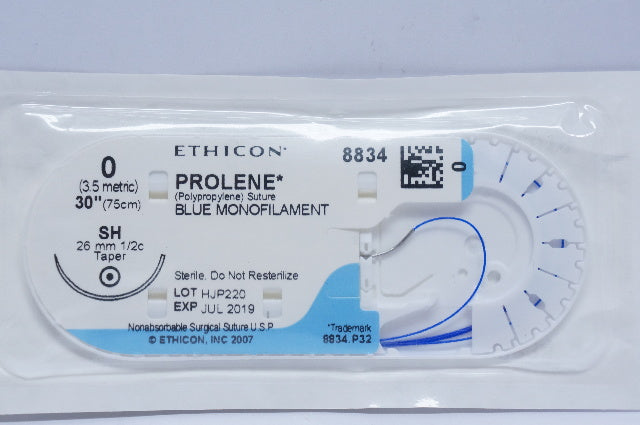 ETHICON*
8834
0
0
(3.5 metric)
30" (75cm)
PROLENE*
(Polypropylene) Suture
BLUE MONOFILAMENT
SH
26 mm 1/2c
Taper
Sterile. Do Not Resterilize
LOT HJP220
EXP JUL 2019
Nonabsorbable Surgical Suture U.S.P.
© ETHICON, INC 2007
*Trademark
8834.P32